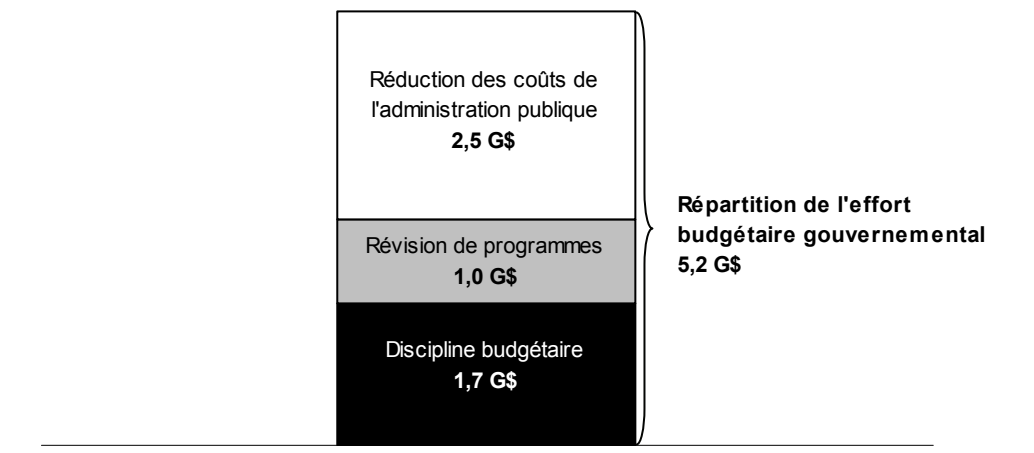 Réduction des coûts de
l'administration publique
2,5 G$
Révision de programmes
1,0 G$
Discipline budgétaire
1,7 G$
Répartition de l'effort
budgétaire gouvernemental
5,2 G$